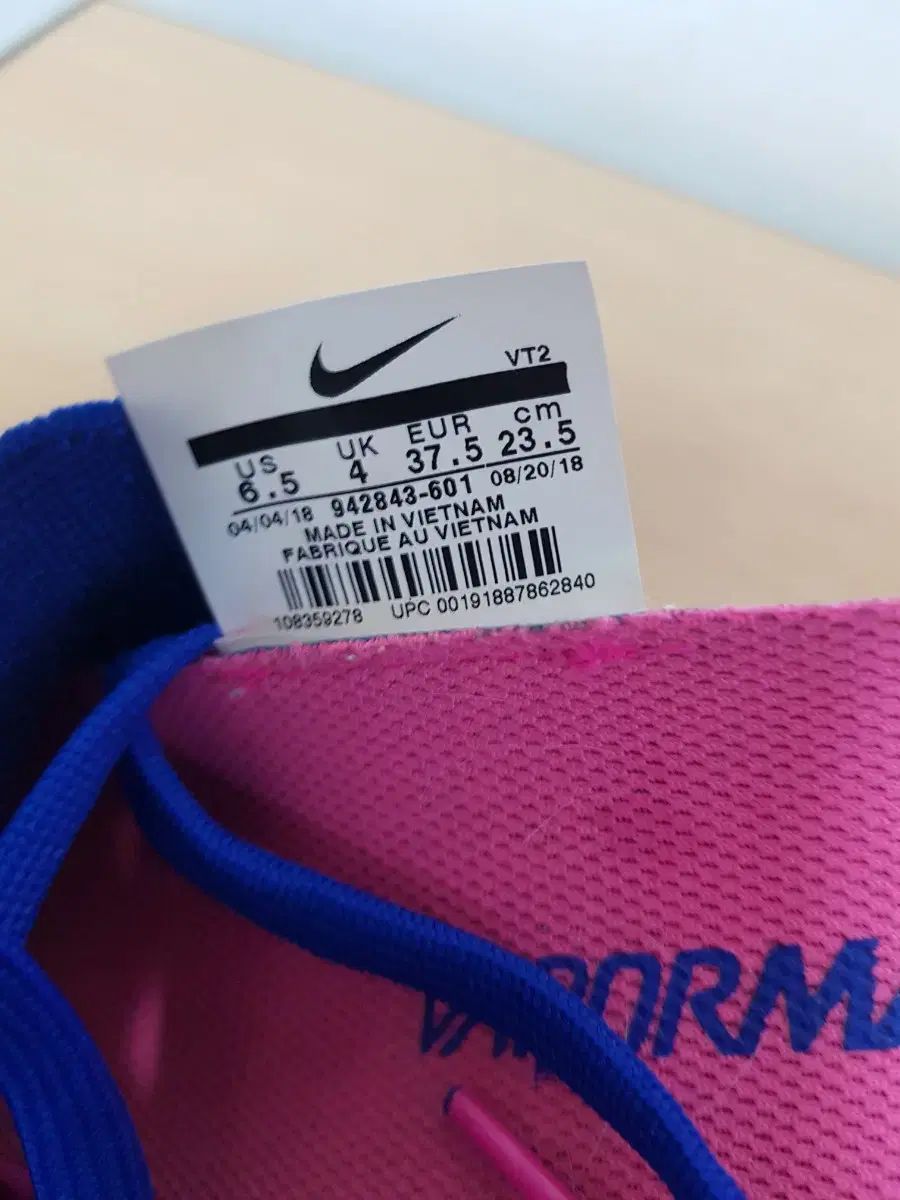 VT2
US UK EUR cm
6.5 4 37.5 23.5
04/04/18 942843-601 08/20/18
MADE IN VIETNAM
FABRIQUE AU VIETNAM
108359278 UPC 00191887862840